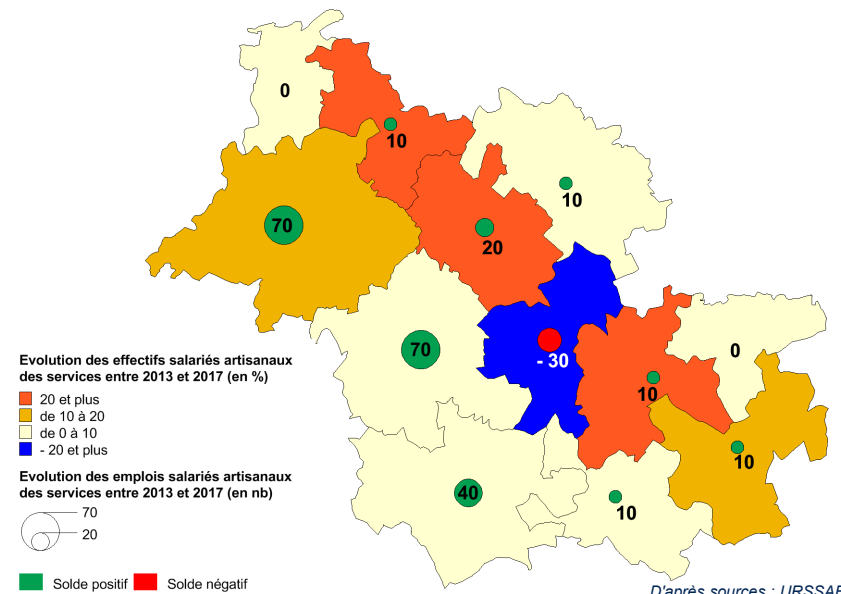 0
10
10
70
20
70
- 30
0
10
10
40
10
Evolution des effectifs salariés artisanaux
des services entre 2013 et 2017 (en %)
20 et plus
de 10 à 20
de 0 à 10
- 20 et plus
Evolution des emplois salariés artisanaux
des services entre 2013 et 2017 (en nb)
70
20
Solde positif Solde négatif
D'après sources : URSSAF